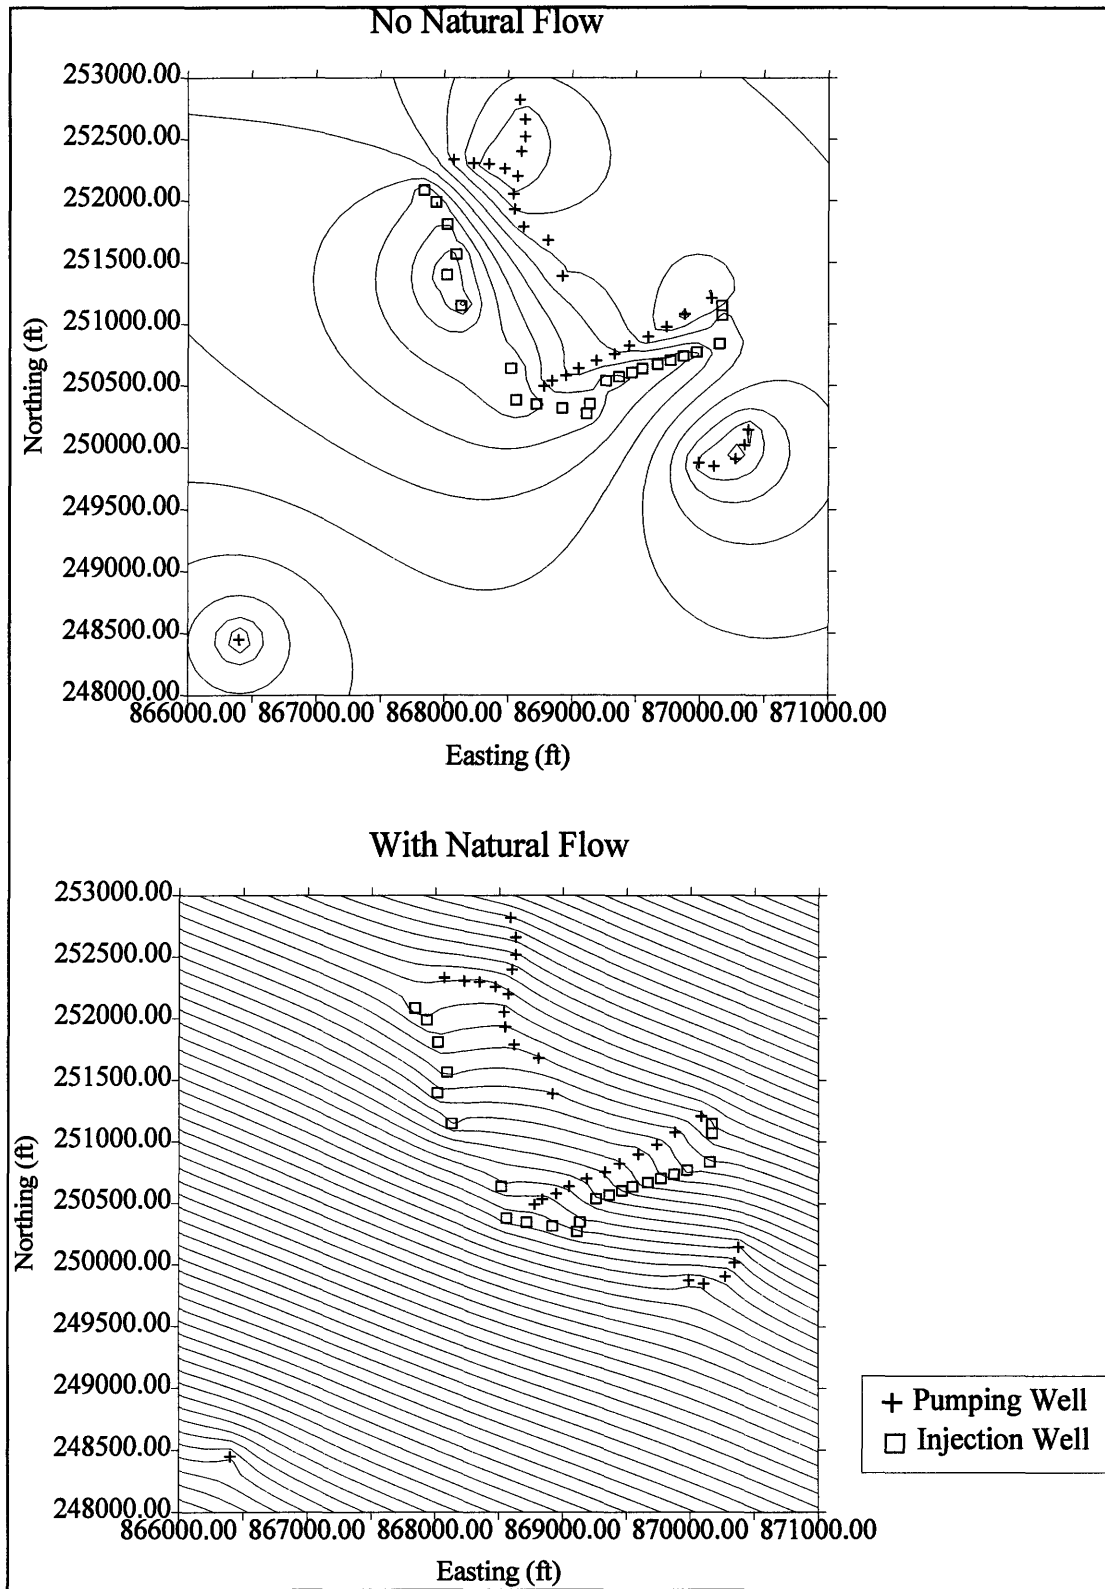 No Natural Flow
253000.00
252500.00
252000.00
251500.00
251000.00
250500.00
250000.00
249500.00
249000.00
248500.00
248000.00
Northing (ft)
866000.00 867000.00 868000.00 869000.00 870000.00 871000.00
Easting (ft)
With Natural Flow
253000.00
252500.00
252000.00
251500.00
251000.00
250500.00
250000.00
249500.00
249000.00
248500.00
248000.00
Northing (ft)
866000.00 867000.00 868000.00 869000.00 870000.00 871000.00
Easting (ft)
Pumping Well
Injection Well